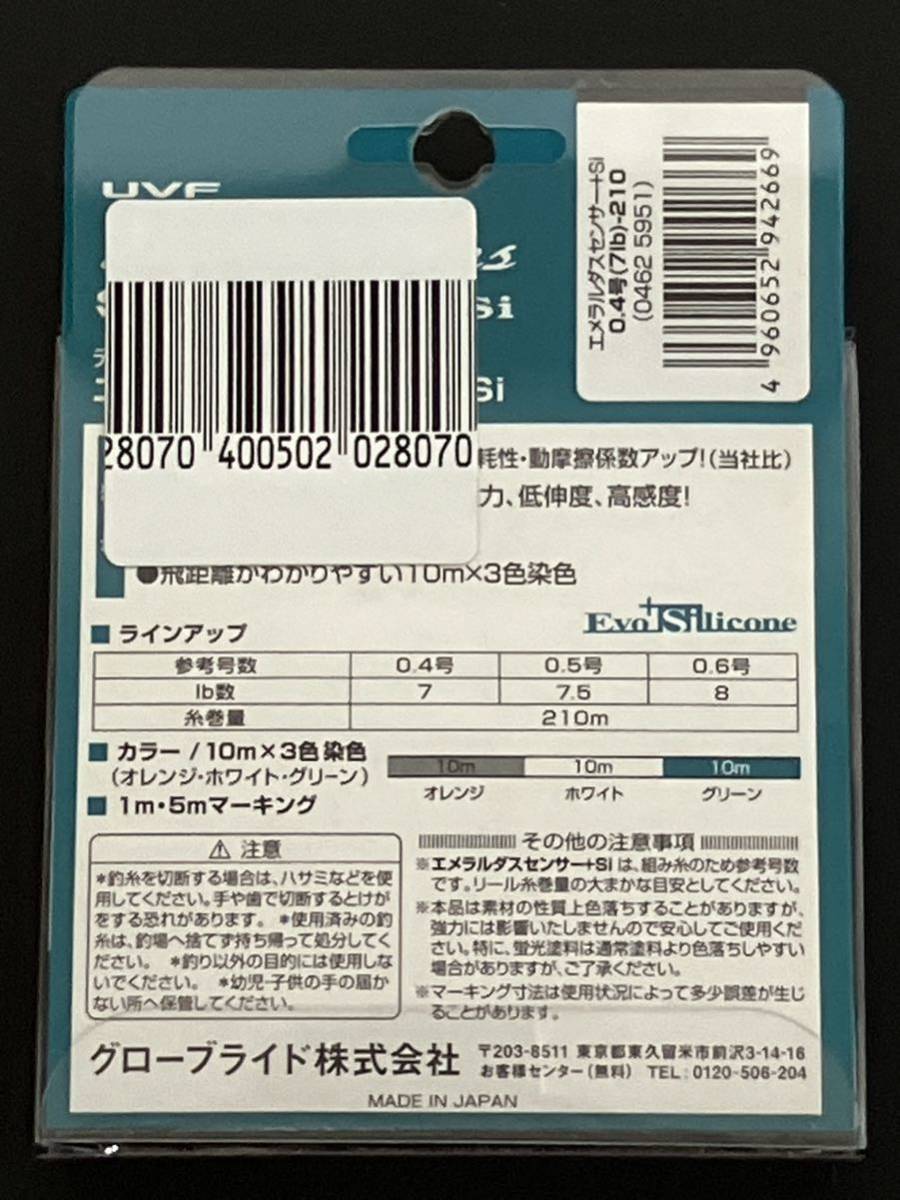 UVF
Si
Si
エメラルダスセンサー+Si
0.4号(7lb)-210
(0462 5951)
4 960652 942669
28070 400502 028070
耗性・動摩擦係数アップ!(当社比)
力、低伸度、高感度!
●飛距離がわかりやすい10m×3色染色
Evo+Silicone
■ ラインアップ
参考号数 0.4号 0.5号 0.6号
lb数 7 7.5 8
糸巻量 210m
■ カラー / 10m×3色染色
(オレンジ・ホワイト・グリーン)
10m 10m 10m
オレンジ ホワイト グリーン
■ 1m・5mマーキング
⚠ 注意
*釣糸を切断する場合は、ハサミなどを使
用してください。手や歯で切断するとけが
をする恐れがあります。 *使用済みの釣
糸は、釣場へ捨てず持ち帰って処分してく
ださい。 *釣り以外の目的には使用しな
いでください。 *幼児・子供の手の届か
ない所へ保管してください。
その他の注意事項
※エメラルダスセンサー+Si は、組み糸のため参考号数
です。リール糸巻量の大まかな目安としてください。
※本品は素材の性質上色落ちすることがありますが、
強力には影響いたしませんので安心してご使用くだ
さい。特に、蛍光塗料は通常塗料より色落ちしやすい
場合がありますが、ご了承ください。
※マーキング寸法は使用状況によって多少誤差が生じ
ることがあります。
グローブライド株式会社
〒203-8511 東京都東久留米市前沢3-14-16
お客様センター(無料) TEL:0120-506-204
MADE IN JAPAN